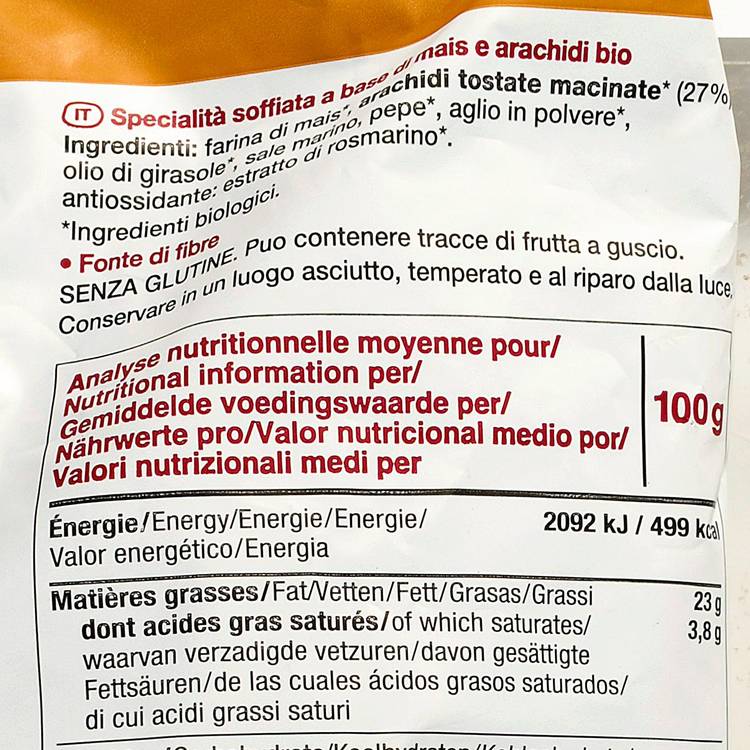 IT Specialità soffiata a base di mais e arachidi bio
Ingredienti: farina di mais*, arachidi tostate macinate* (27%
olio di girasole*, sale marino, pepe*, aglio in polvere*,
antiossidante: estratto di rosmarino*.
*Ingredienti biologici.
• Fonte di fibre
SENZA GLUTINE. Può contenere tracce di frutta a guscio.
Conservare in un luogo asciutto, temperato e al riparo dalla luce.
Analyse nutritionnelle moyenne pour/
Nutritional information per/
Gemiddelde voedingswaarde per/
Nährwerte pro/Valor nutricional medio por/
Valori nutrizionali medi per
100 g
Énergie/Energy/Energie/Energie/
Valor energético/Energia
2092 kJ / 499 kcal
Matières grasses/Fat/Vetten/Fett/Grasas/Grassi
23 g
dont acides gras saturés/of which saturates/
3,8 g
waarvan verzadigde vetzuren/davon gesättigte
Fettsäuren/de las cuales ácidos grasos saturados/
di cui acidi grassi saturi